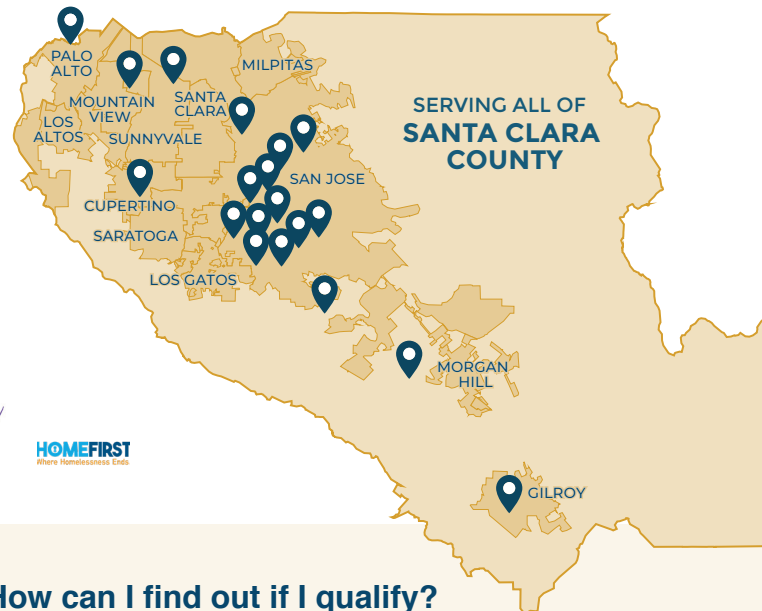 PALO
ALTO
MILPITAS
MOUNTAIN
VIEW
SANTA
CLARA
LOS
ALTOS
SUNNYVALE
SERVING ALL OF
SANTA CLARA
COUNTY
SAN JOSE
CUPERTINO
SARATOGA
LOS GATOS
MORGAN
HILL
HOMEFIRST
Where Homelessness Ends
GILROY
How can I find out if I qualify?